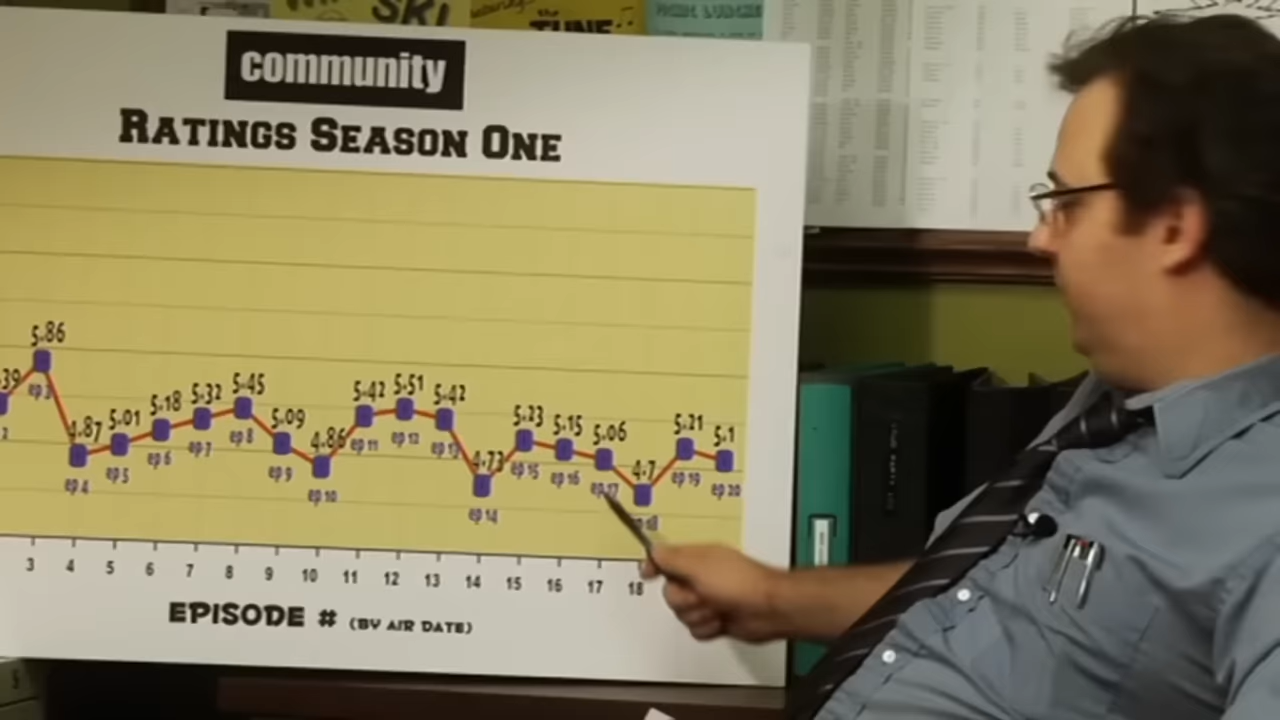 SKI
the
TUNE
community
RATINGS SEASON ONE
5.86
ep 3
.39
2
4.87
ep 4
5.01
ep 5
5.18
ep 6
5.32
ep 7
5.45
ep 8
5.09
ep 9
4.86
ep 10
5.42
ep 11
5.51
ep 12
5.42
ep 13
4.73
ep 14
5.23
ep 15
5.15
ep 16
5.06
ep 17
4.7
ep 18
5.21
ep 19
5.1
ep 20
3 4 5 6 7 8 9 10 11 12 13 14 15 16 17 18
EPISODE # (BY AIR DATE)